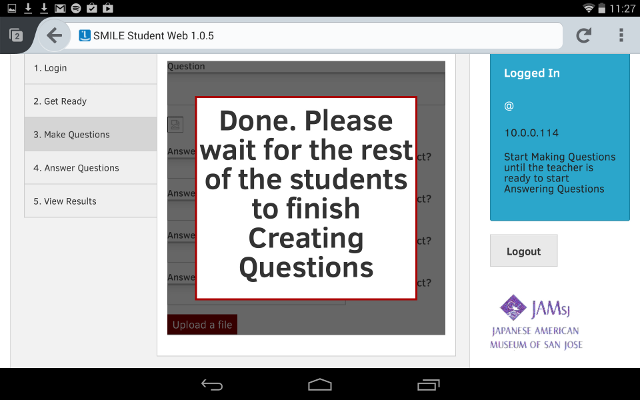 11:27
2
SMILE Student Web 1.0.5
1. Login
2. Get Ready
3. Make Questions
4. Answer Questions
5. View Results
Question
Done. Please
wait for the rest
of the students
to finish
Creating
Questions
Answe
ct?
Answe
ct?
Answe
ct?
Answe
ct?
Upload a file
Logged In
@
10.0.0.114
Start Making Questions
until the teacher is
ready to start
Answering Questions
Logout
JAMsj
JAPANESE AMERICAN
MUSEUM OF SAN JOSE